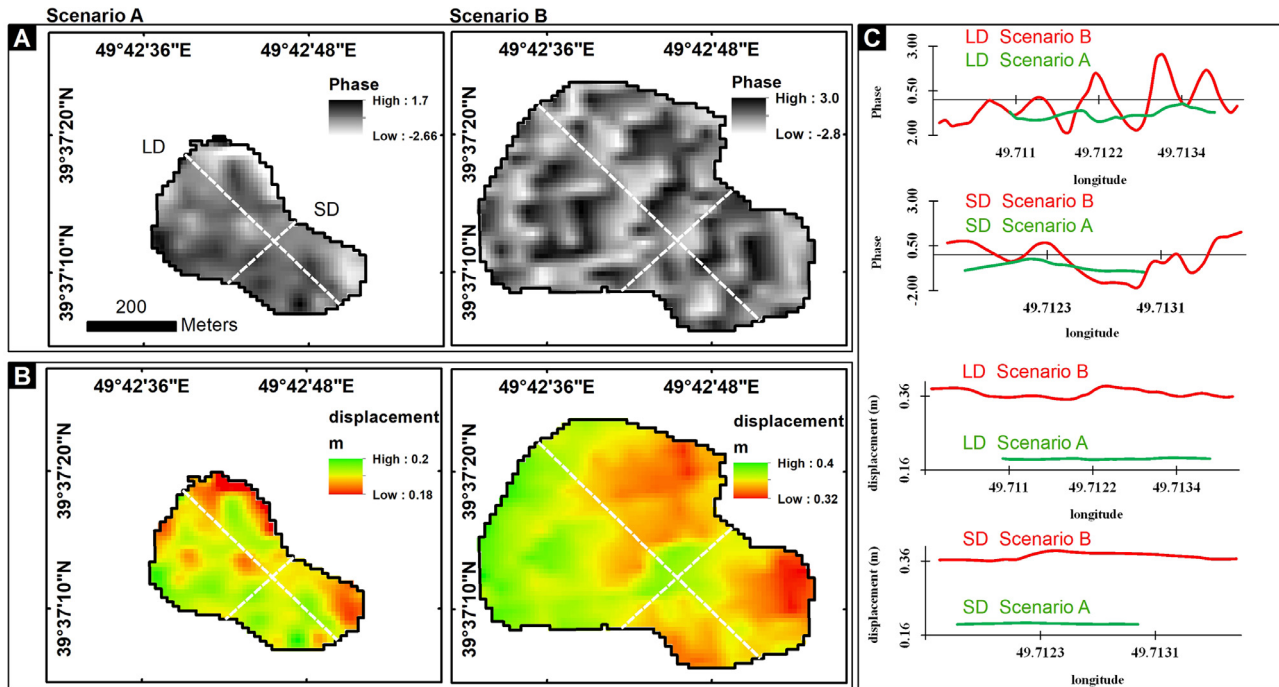 Scenario A
Scenario B
A
49°42'36"E
49°42'48"E
49°42'36"E
49°42'48"E
39°37'20"N
39°37'10"N
39°37'20"N
39°37'10"N
Phase
High : 1.7
Low : -2.66
Phase
High : 3.0
Low : -2.8
LD
SD
200
Meters
B
49°42'36"E
49°42'48"E
49°42'36"E
49°42'48"E
39°37'20"N
39°37'10"N
39°37'20"N
39°37'10"N
displacement
m
High : 0.2
Low : 0.18
displacement
m
High : 0.4
Low : 0.32
C
LD Scenario B
LD Scenario A
Phase
3.00
0.50
2.00
49.711
49.7122
49.7134
longitude
SD Scenario B
SD Scenario A
Phase
3.00
0.50
-2.00
49.7123
49.7131
longitude
LD Scenario B
LD Scenario A
displacement (m)
0.36
0.16
49.711
49.7122
49.7134
longitude
SD Scenario B
SD Scenario A
displacement (m)
0.36
0.16
49.7123
49.7131
longitude